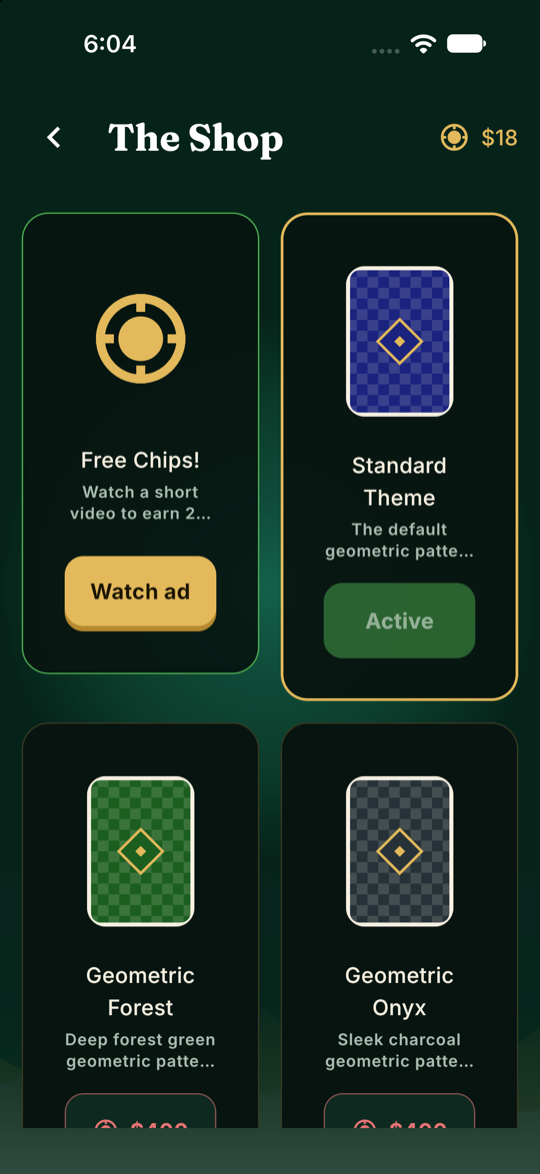 6:04
The Shop
$18
Free Chips!
Watch a short
video to earn 2...
Watch ad
Standard
Theme
The default
geometric patte...
Active
Geometric
Forest
Deep forest green
geometric patte...
Geometric
Onyx
Sleek charcoal
geometric patte...